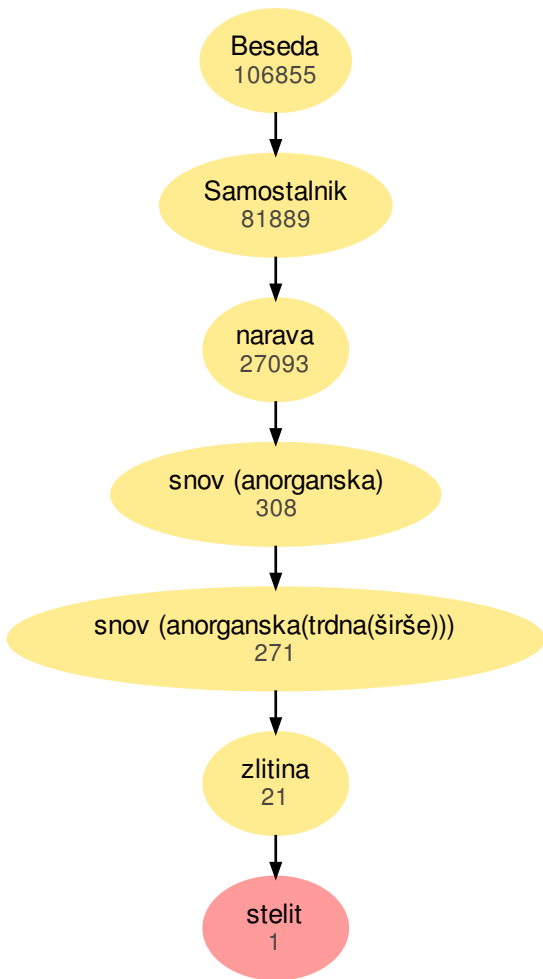 Beseda
106855
Samostalnik
81889
narava
27093
snov (anorganska)
308
snov (anorganska(trdna(širše)))
271
zlitina
21
stelit
1